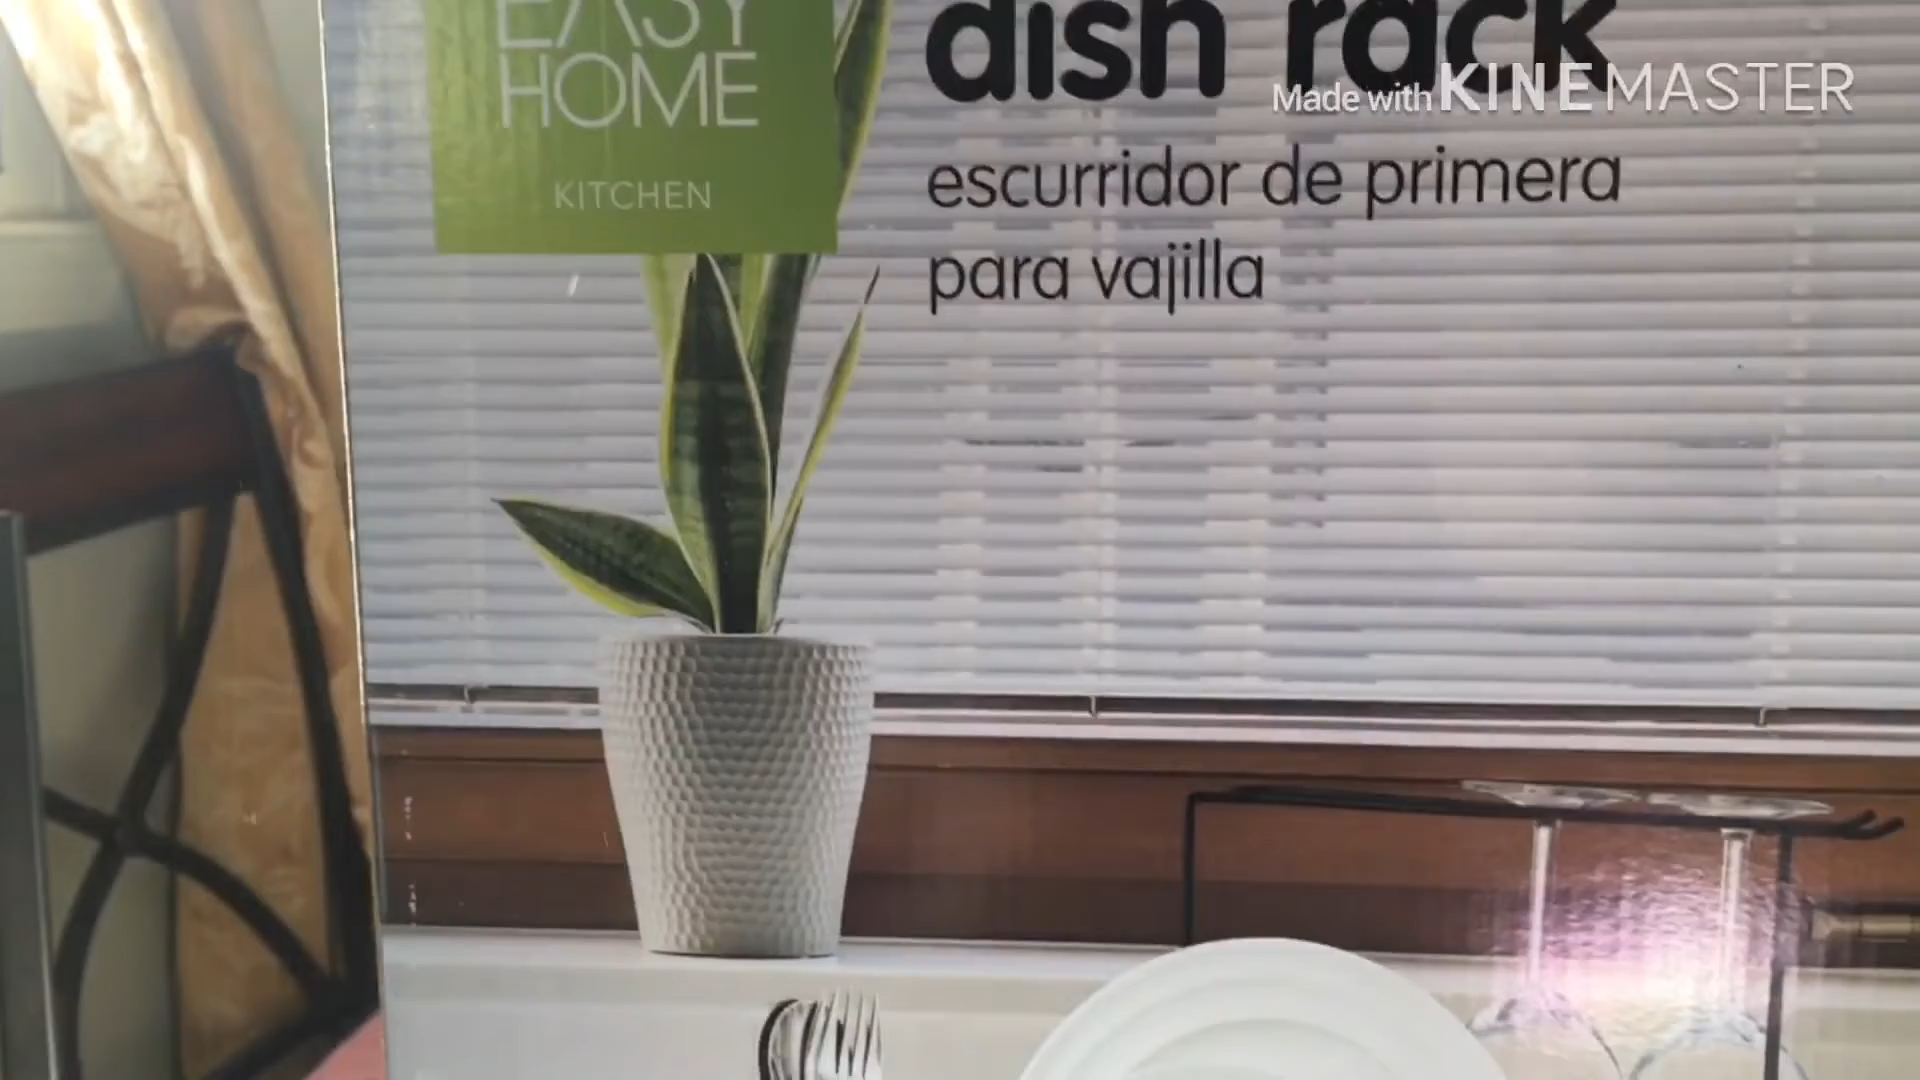 EASY
HOME
KITCHEN
dish rack
Made with KINEMASTER
escurridor de primera
para vajilla